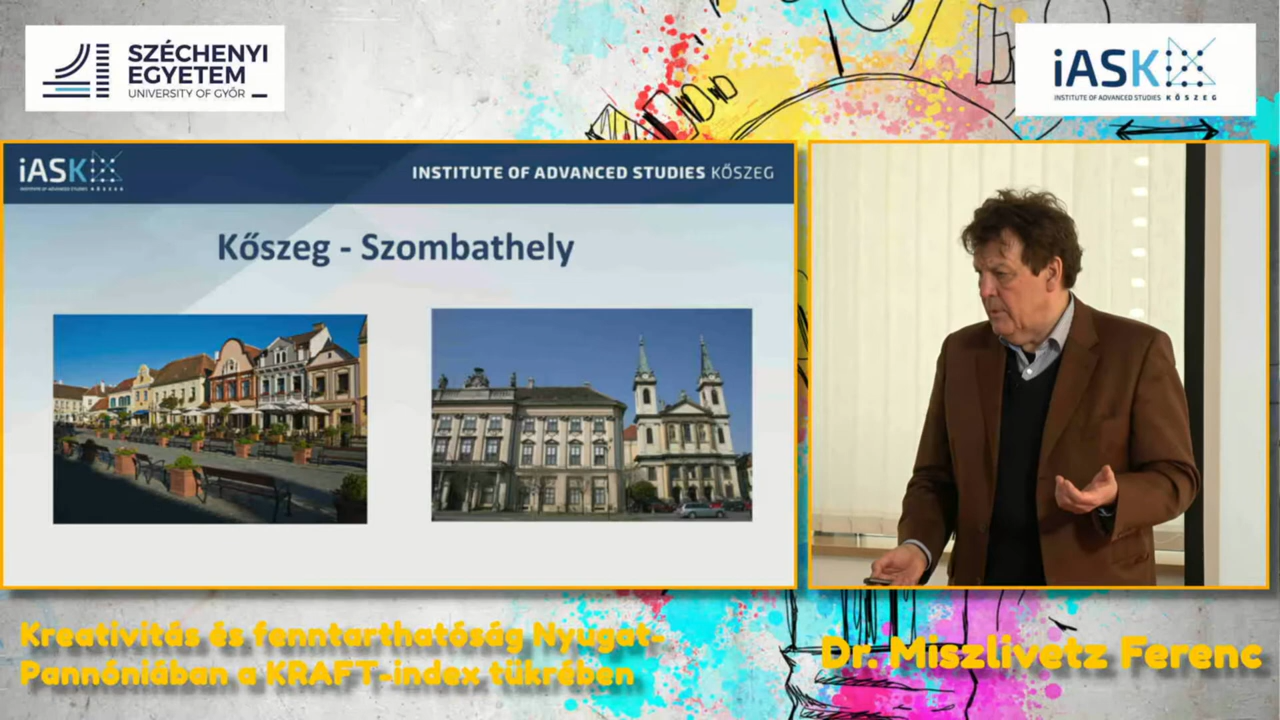 SZÉCHENYI
EGYETEM
UNIVERSITY OF GYŐR
iASK
INSTITUTE OF ADVANCED STUDIES KŐSZEG
iASK
INSTITUTE OF ADVANCED STUDIES KŐSZEG
INSTITUTE OF ADVANCED STUDIES KŐSZEG
Kőszeg - Szombathely
Kreativitás és fenntarthatóság Nyugat-
Pannóniában a KRAFT-index tükrében
Dr. Miszlivetz Ferenc